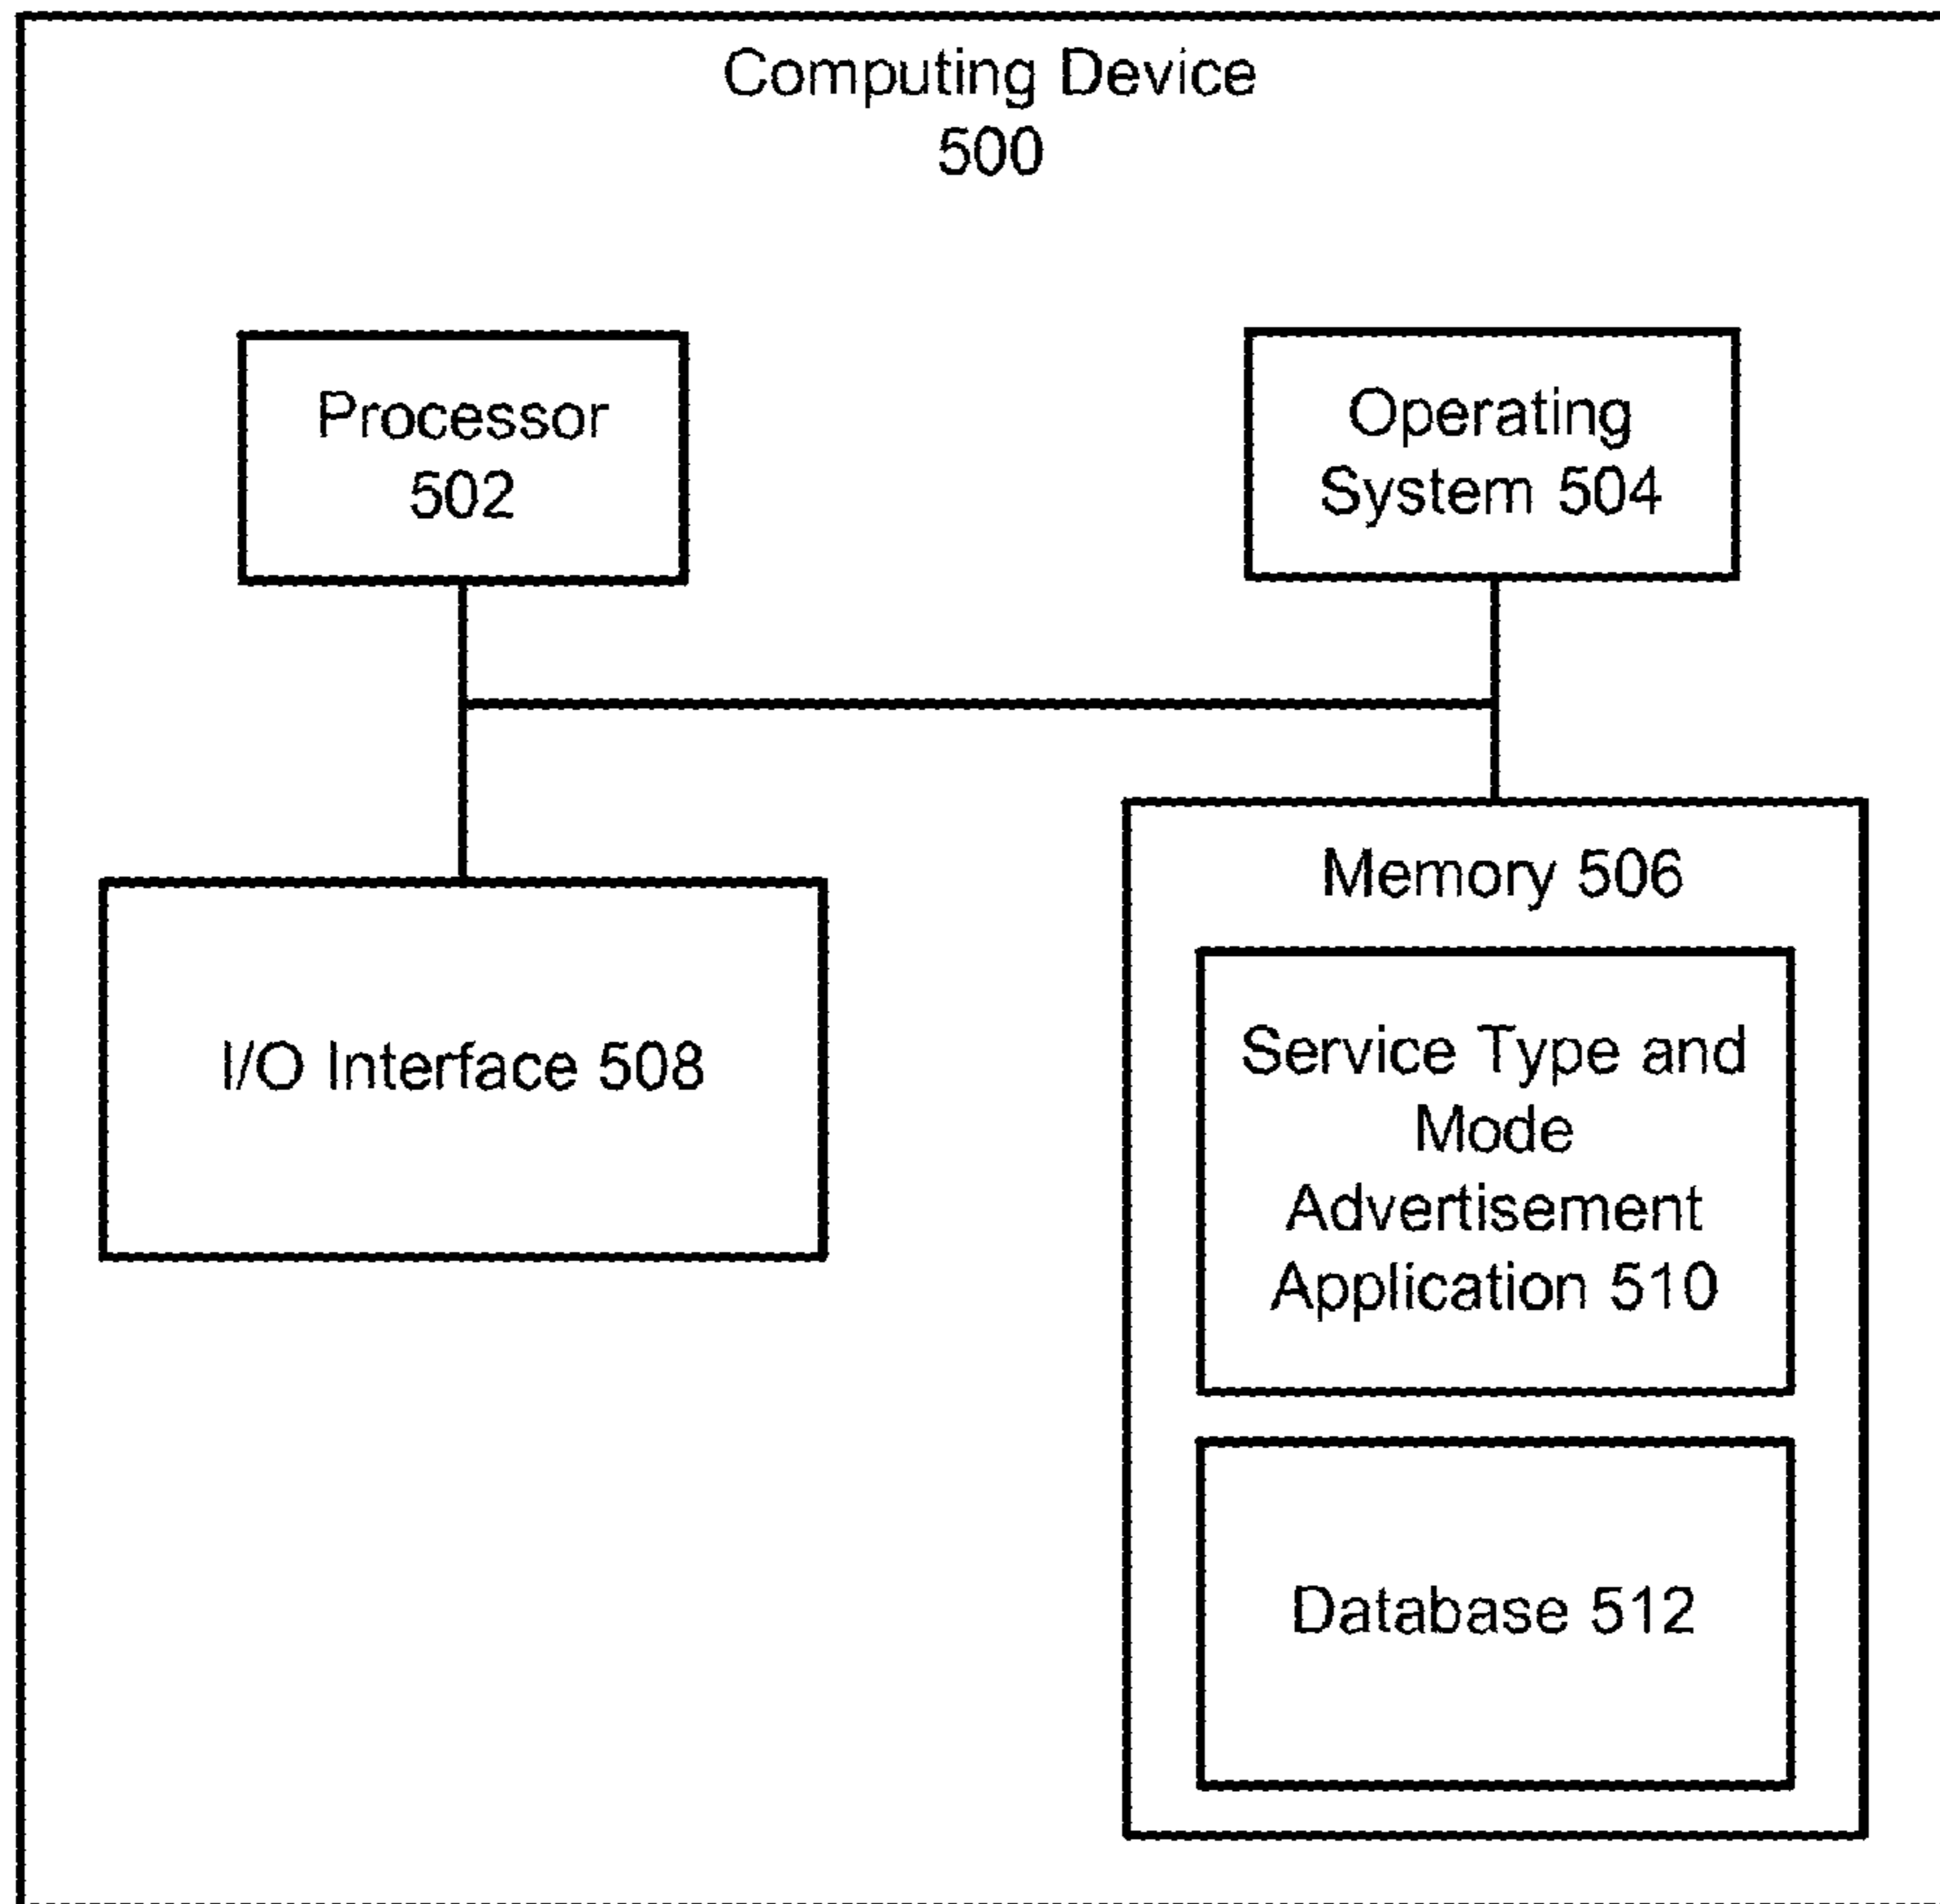 Computing Device
500
Processor
502
Operating
System 504
I/O Interface 508
Memory 506
Service Type and
Mode
Advertisement
Application 510
Database 512